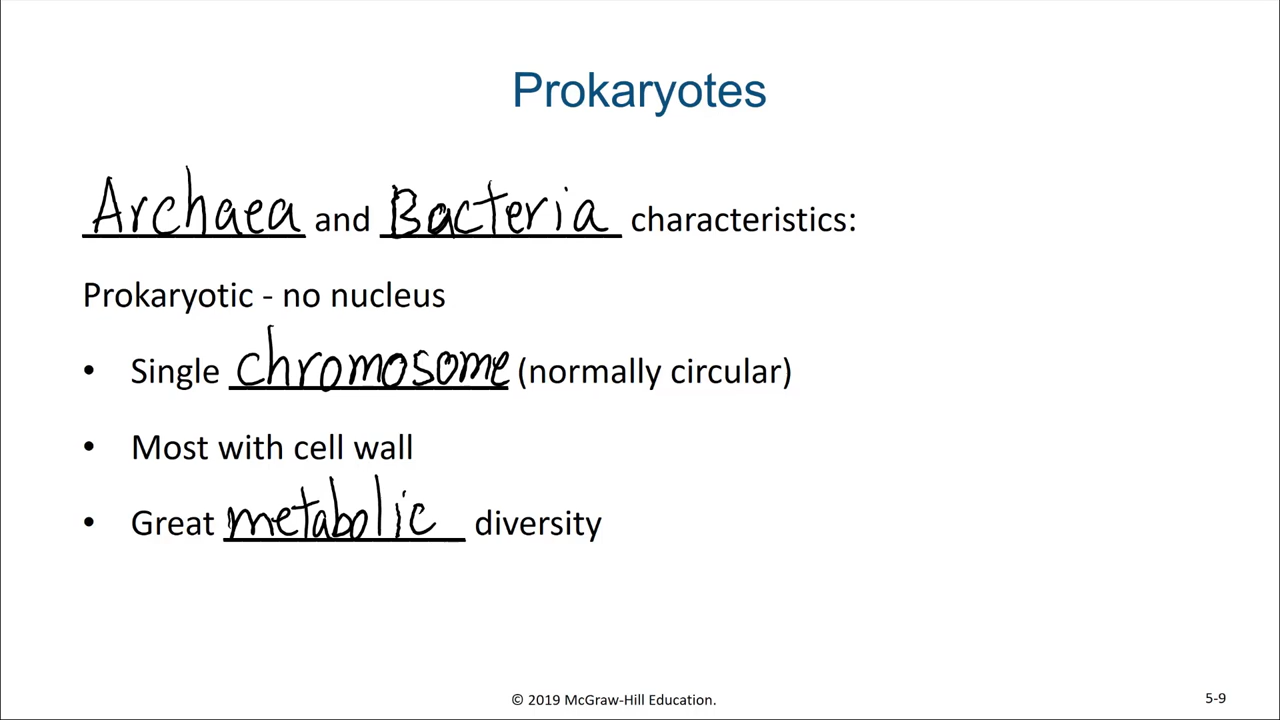 Prokaryotes
Archaea and Bacteria characteristics:
Prokaryotic - no nucleus
• Single chromosome (normally circular)
• Most with cell wall
• Great metabolic diversity
© 2019 McGraw-Hill Education.
5-9